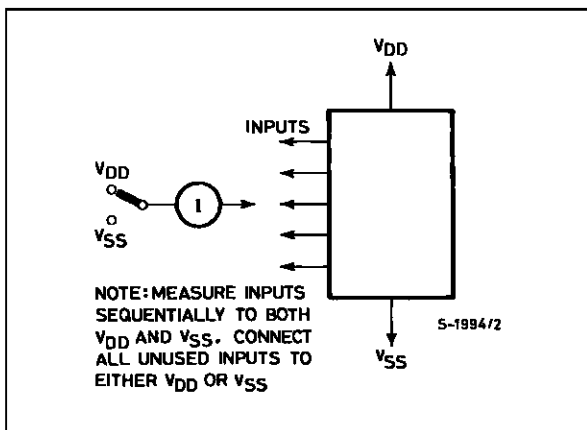 VDD
INPUTS
VDD
I
VSS
NOTE: MEASURE INPUTS
SEQUENTIALLY TO BOTH
VDD AND VSS. CONNECT
ALL UNUSED INPUTS TO
EITHER VDD OR VSS
S-1994/2
VSS